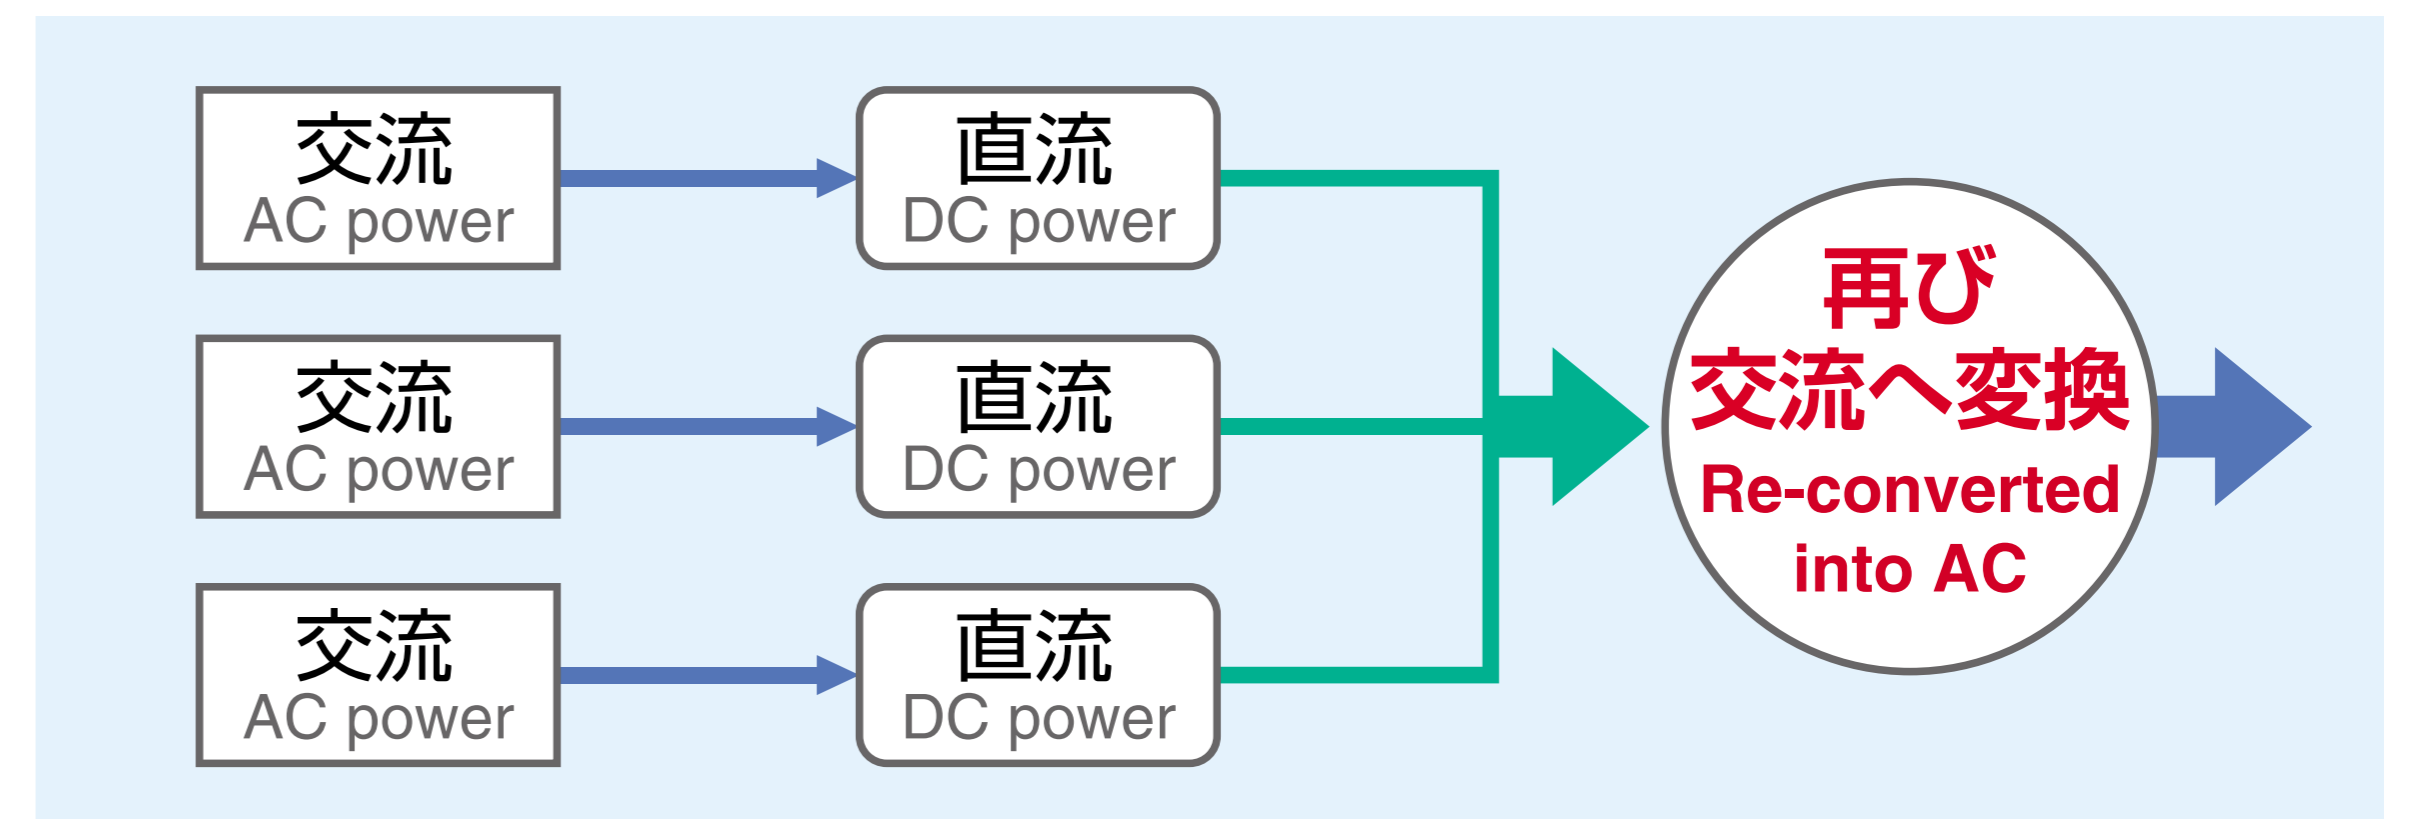 交流
AC power
直流
DC power
交流
AC power
直流
DC power
交流
AC power
直流
DC power
再び
交流へ変換
Re-converted
into AC